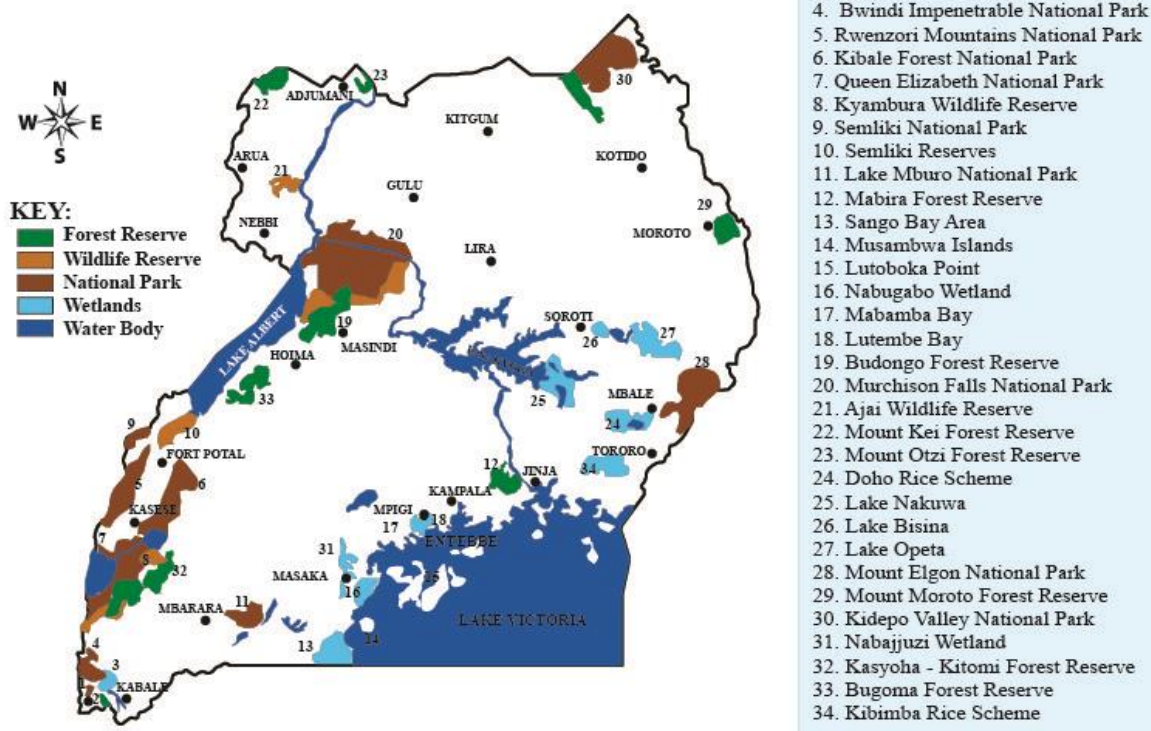 N
W E
S
KEY:
Forest Reserve
Wildlife Reserve
National Park
Wetlands
Water Body
22
23
ADJUMANI
30
KITGUM
ARUA
21
KOTIDO
GULU
NEBBI
29
MOROTO
20
LIRA
LAKE ALBERT
19
MASINDI
HOIMA
33
SOROTI
26
27
25
28
MBALE
24
TORORO
34
9
10
FORT POTAL
5
6
KASESE
12
JINJA
KAMPALA
MPIGI
17
18
ENTEBBE
7
8
32
31
MASAKA
16
15
MBARARA
11
LAKE VICTORIA
13
14
4
3
1
2
KABALE
4. Bwindi Impenetrable National Park
5. Rwenzori Mountains National Park
6. Kibale Forest National Park
7. Queen Elizabeth National Park
8. Kyambura Wildlife Reserve
9. Semliki National Park
10. Semliki Reserves
11. Lake Mburo National Park
12. Mabira Forest Reserve
13. Sango Bay Area
14. Musambwa Islands
15. Lutoboka Point
16. Nabugabo Wetland
17. Mabamba Bay
18. Lutembe Bay
19. Budongo Forest Reserve
20. Murchison Falls National Park
21. Ajai Wildlife Reserve
22. Mount Kei Forest Reserve
23. Mount Otzi Forest Reserve
24. Doho Rice Scheme
25. Lake Nakuwa
26. Lake Bisina
27. Lake Opeta
28. Mount Elgon National Park
29. Mount Moroto Forest Reserve
30. Kidepo Valley National Park
31. Nabajjuzi Wetland
32. Kasyoha - Kitomi Forest Reserve
33. Bugoma Forest Reserve
34. Kibimba Rice Scheme